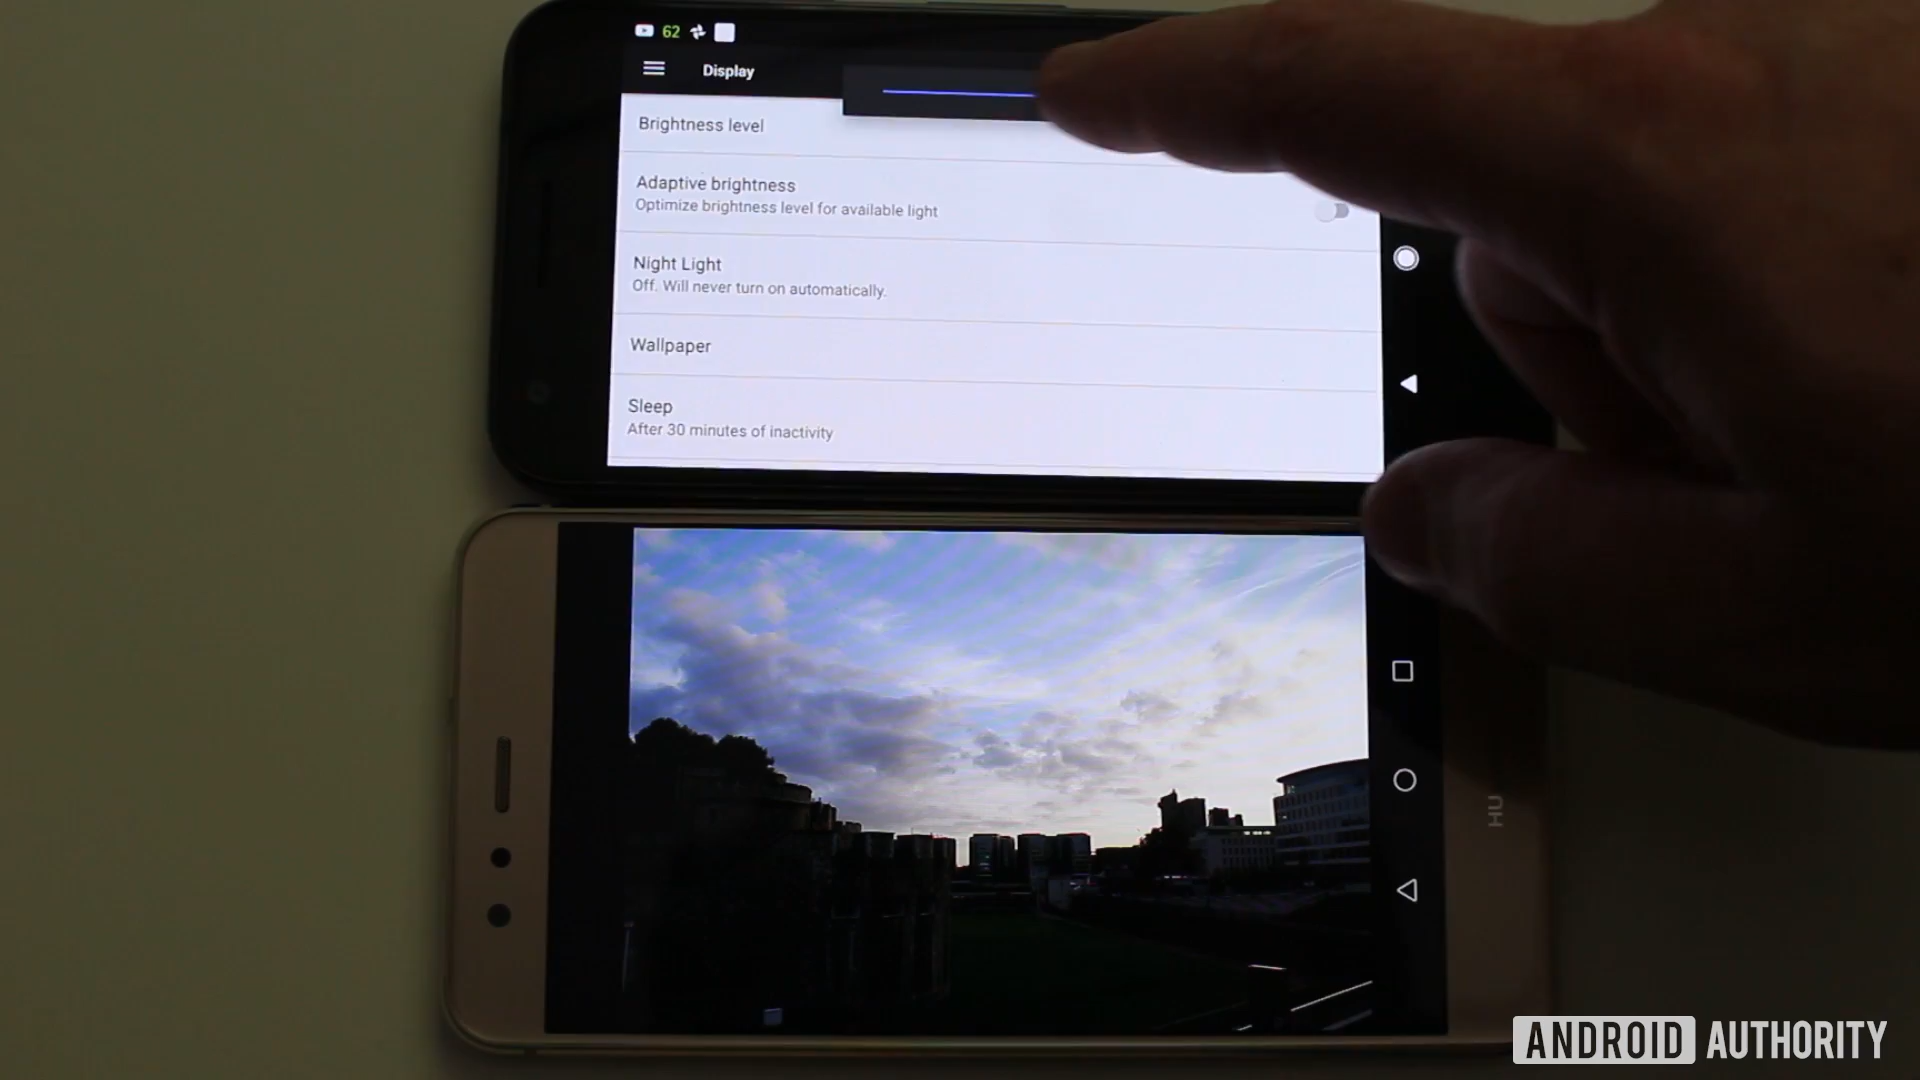 62
Display
Brightness level
Adaptive brightness
Optimize brightness level for available light
Night Light
Off. Will never turn on automatically.
Wallpaper
Sleep
After 30 minutes of inactivity
HU
ANDROID AUTHORITY